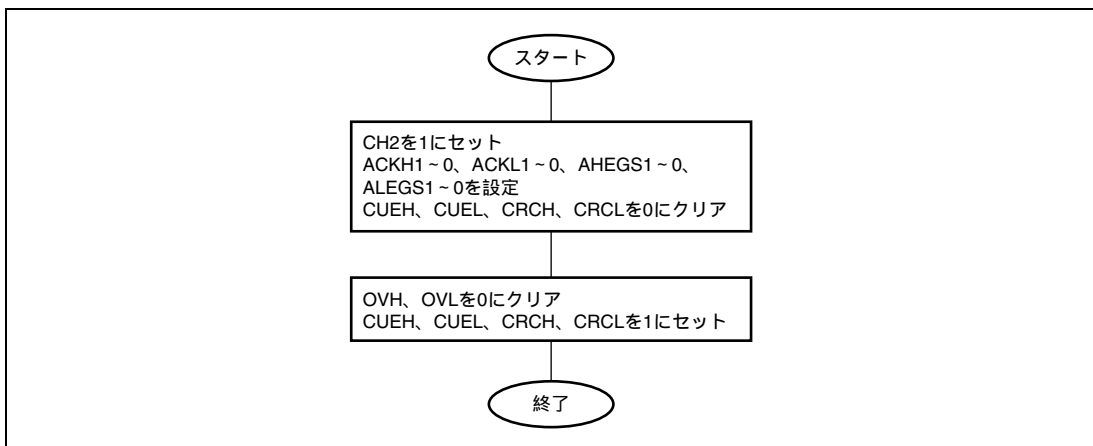 スタート
CH2を1にセット
ACKH1~0、ACKL1~0、AHEGS1~0、
ALEGS1~0を設定
CUEH、CUEL、CRCH、CRCLを0にクリア
OVH、OVLを0にクリア
CUEH、CUEL、CRCH、CRCLを1にセット
終了